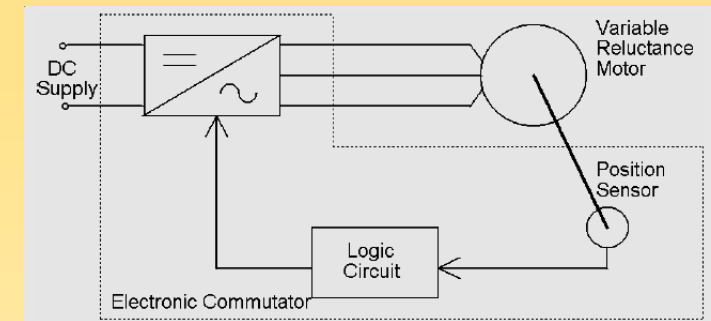 DC
Supply
Variable
Reluctance
Motor
Position
Sensor
Logic
Circuit
Electronic Commutator